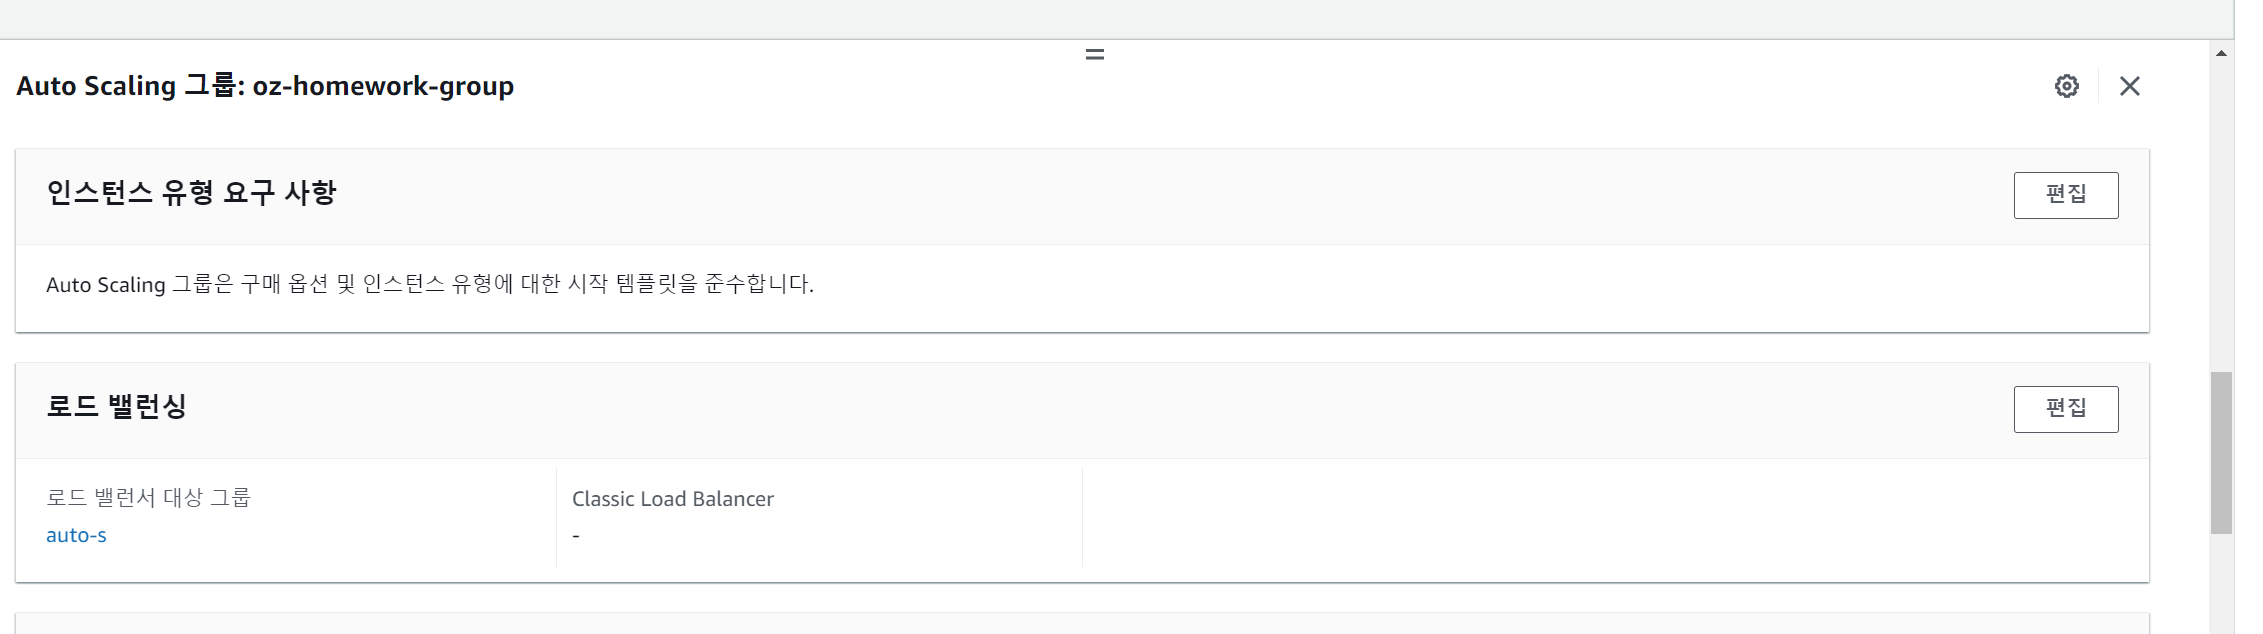 Auto Scaling 그룹: oz-homework-group
인스턴스 유형 요구 사항
편집
Auto Scaling 그룹은 구매 옵션 및 인스턴스 유형에 대한 시작 템플릿을 준수합니다.
로드 밸런싱
편집
로드 밸런서 대상 그룹
auto-s
Classic Load Balancer
-